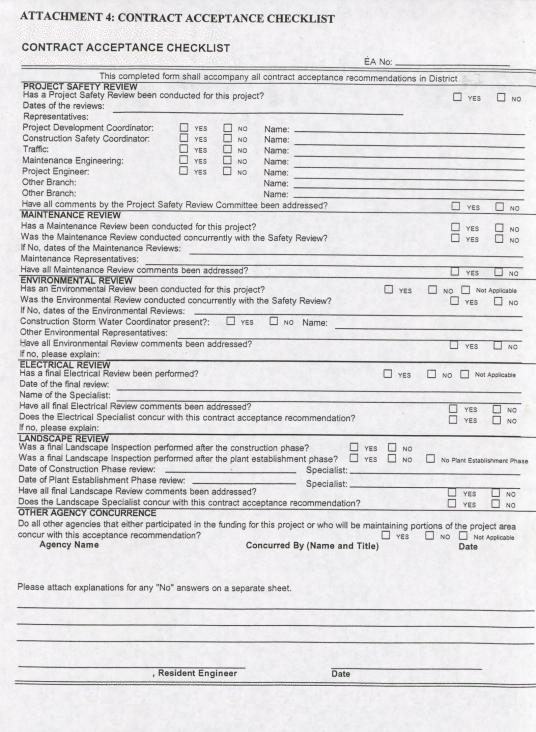 ATTACHMENT 4: CONTRACT ACCEPTANCE CHECKLIST
CONTRACT ACCEPTANCE CHECKLIST
EA No:
This completed form shall accompany all contract acceptance recommendations in District
PROJECT SAFETY REVIEW
Has a Project Safety Review been conducted for this project? YES NO
Dates of the reviews:
Representatives:
Project Development Coordinator: YES NO Name:
Construction Safety Coordinator: YES NO Name:
Traffic: YES NO Name:
Maintenance Engineering: YES NO Name:
Project Engineer: YES NO Name:
Other Branch: Name:
Other Branch: Name:
Have all comments by the Project Safety Review Committee been addressed? YES NO
MAINTENANCE REVIEW
Has a Maintenance Review been conducted for this project? YES NO
Was the Maintenance Review conducted concurrently with the Safety Review? YES NO
If No, dates of the Maintenance Reviews:
Maintenance Representatives:
Have all Maintenance Review comments been addressed? YES NO
ENVIRONMENTAL REVIEW
Has an Environmental Review been conducted for this project? YES NO Not Applicable
Was the Environmental Review conducted concurrently with the Safety Review? YES NO
If No, dates of the Environmental Reviews:
Construction Storm Water Coordinator present?: YES NO Name:
Other Environmental Representatives:
Have all Environmental Review comments been addressed? YES NO
If no, please explain:
ELECTRICAL REVIEW
Has a final Electrical Review been performed? YES NO Not Applicable
Date of the final review:
Name of the Specialist:
Have all final Electrical Review comments been addressed? YES NO
Does the Electrical Specialist concur with this contract acceptance recommendation? YES NO
If no, please explain:
LANDSCAPE REVIEW
Was a final Landscape Inspection performed after the construction phase? YES NO
Was a final Landscape Inspection performed after the plant establishment phase? YES NO No Plant Establishment Phase
Date of Construction Phase review: Specialist:
Date of Plant Establishment Phase review: Specialist:
Have all final Landscape Review comments been addressed? YES NO
Does the Landscape Specialist concur with this contract acceptance recommendation? YES NO
OTHER AGENCY CONCURRENCE
Do all other agencies that either participated in the funding for this project or who will be maintaining portions of the project area
concur with this acceptance recommendation? YES NO Not Applicable
Agency Name Concurred By (Name and Title) Date
Please attach explanations for any "No" answers on a separate sheet.
, Resident Engineer Date